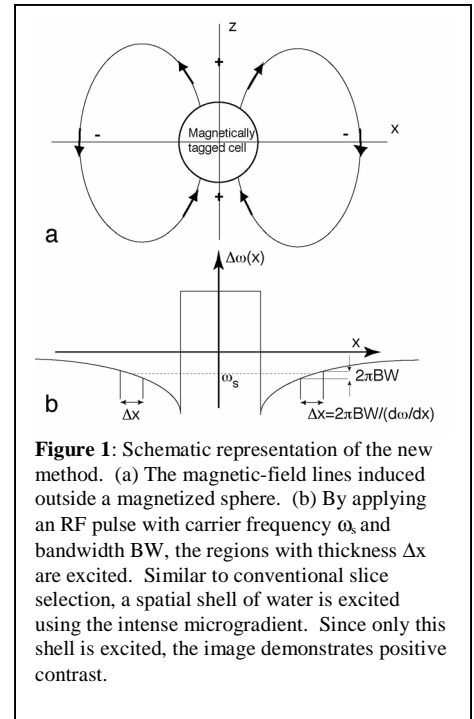 z
+
Magnetically
tagged cell
x
-
-
+
a
Δω(x)
x
ωs
2πBW
b
Δx
Δx=2πBW/(dω/dx)
Figure 1: Schematic representation of the new
method. (a) The magnetic-field lines induced
outside a magnetized sphere. (b) By applying
an RF pulse with carrier frequency ωs and
bandwidth BW, the regions with thickness Δx
are excited. Similar to conventional slice
selection, a spatial shell of water is excited
using the intense microgradient. Since only this
shell is excited, the image demonstrates positive
contrast.